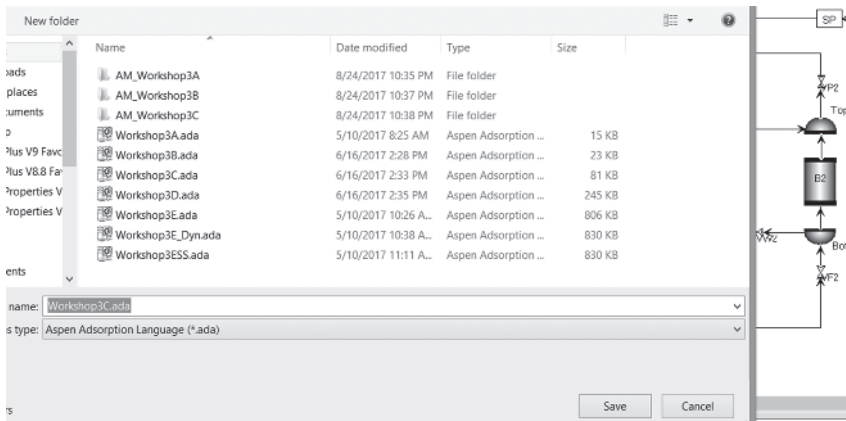 New folder
SP
Name Date modified Type Size
AM_Workshop3A 8/24/2017 10:35 PM File folder
oads
AM_Workshop3B 8/24/2017 10:37 PM File folder
places
VP2
AM_Workshop3C 8/24/2017 10:38 PM File folder
cuments
Top
Workshop3A.ada 5/10/2017 8:25 AM Aspen Adsorption ... 15 KB
o
Workshop3B.ada 6/16/2017 2:28 PM Aspen Adsorption ... 23 KB
Plus V9 Favo
Workshop3C.ada 6/16/2017 2:33 PM Aspen Adsorption ... 81 KB
Plus V8.8 Fa
B2
Workshop3D.ada 6/16/2017 2:35 PM Aspen Adsorption ... 245 KB
Properties V
Workshop3E.ada 5/10/2017 10:26 A... Aspen Adsorption ... 806 KB
Properties V
Workshop3E_Dyn.ada 5/10/2017 10:38 A... Aspen Adsorption ... 830 KB
Workshop3ESS.ada 5/10/2017 11:11 A... Aspen Adsorption ... 830 KB
Bot
ents
VF2
name: Workshop3C.ada
s type: Aspen Adsorption Language (*.ada)
Save Cancel
rs